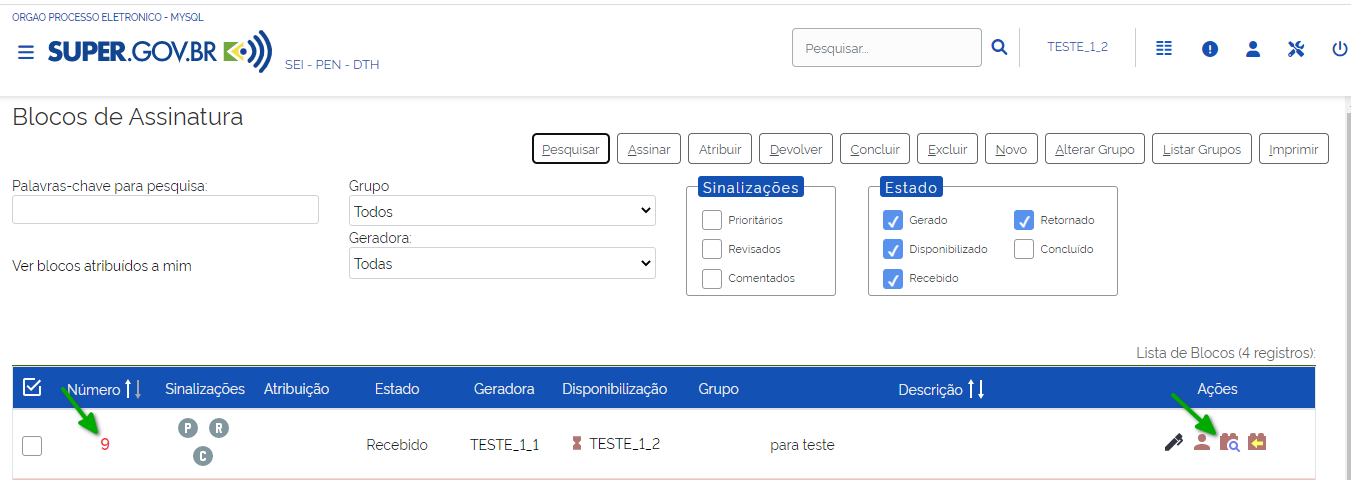 ORGAO PROCESSO ELETRONICO - MYSQL
SUPER.GOV.BR
SEI - PEN - DTH
Pesquisar...
TESTE_1_2
Blocos de Assinatura
Pesquisar Assinar Atribuir Devolver Concluir Excluir Novo Alterar Grupo Listar Grupos Imprimir
Palavras-chave para pesquisa:
Ver blocos atribuídos a mim
Grupo
Todos
Geradora:
Todas
Sinalizações
Prioritários
Revisados
Comentados
Estado
Gerado Retornado
Disponibilizado Concluído
Recebido
Lista de Blocos (4 registros):
Número Sinalizações Atribuição Estado Geradora Disponibilização Grupo Descrição Ações
9 P R C Recebido TESTE_1_1 TESTE_1_2 para teste